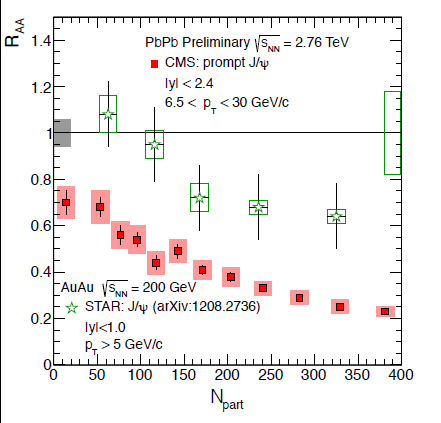 R_AA
1.4
1.2
1
0.8
0.6
0.4
0.2
0
PbPb Preliminary √s_NN = 2.76 TeV
CMS: prompt J/ψ
|y| < 2.4
6.5 < p_T < 30 GeV/c
AuAu √s_NN = 200 GeV
STAR: J/ψ (arXiv:1208.2736)
|y|<1.0
p_T > 5 GeV/c
0 50 100 150 200 250 300 350 400
N_part